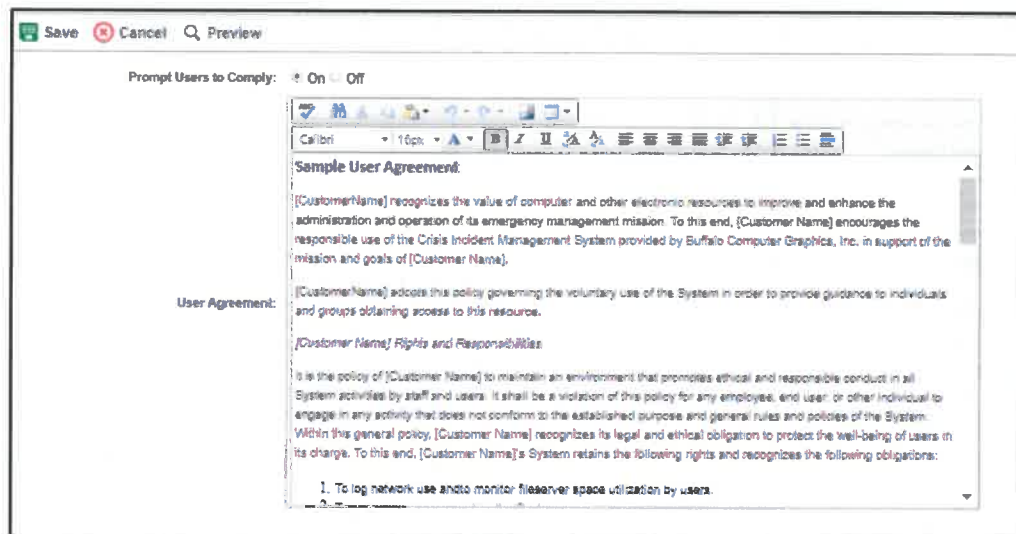 Save Cancel Preview
Prompt Users to Comply: On Off
Calibri 16px A B I U
Sample User Agreement:
[CustomerName] recognizes the value of computer and other electronic resources to improve and enhance the
administration and operation of its emergency management mission. To this end, [Customer Name] encourages the
responsible use of the Crisis Incident Management System provided by Buffalo Computer Graphics, Inc. in support of the
mission and goals of [Customer Name].
User Agreement:
[CustomerName] adopts this policy governing the voluntary use of the System in order to provide guidance to individuals
and groups obtaining access to this resource.
[Customer Name] Rights and Responsibilities
It is the policy of [Customer Name] to maintain an environment that promotes ethical and responsible conduct in all
System activities by staff and users. It shall be a violation of this policy for any employee, end user, or other individual to
engage in any activity that does not conform to the established purpose and general rules and policies of the System.
Within this general policy, [Customer Name] recognizes its legal and ethical obligation to protect the well-being of users in
its charge. To this end, [Customer Name]'s System retains the following rights and recognizes the following obligations:
1. To log network use andto monitor fileserver space utilization by users.